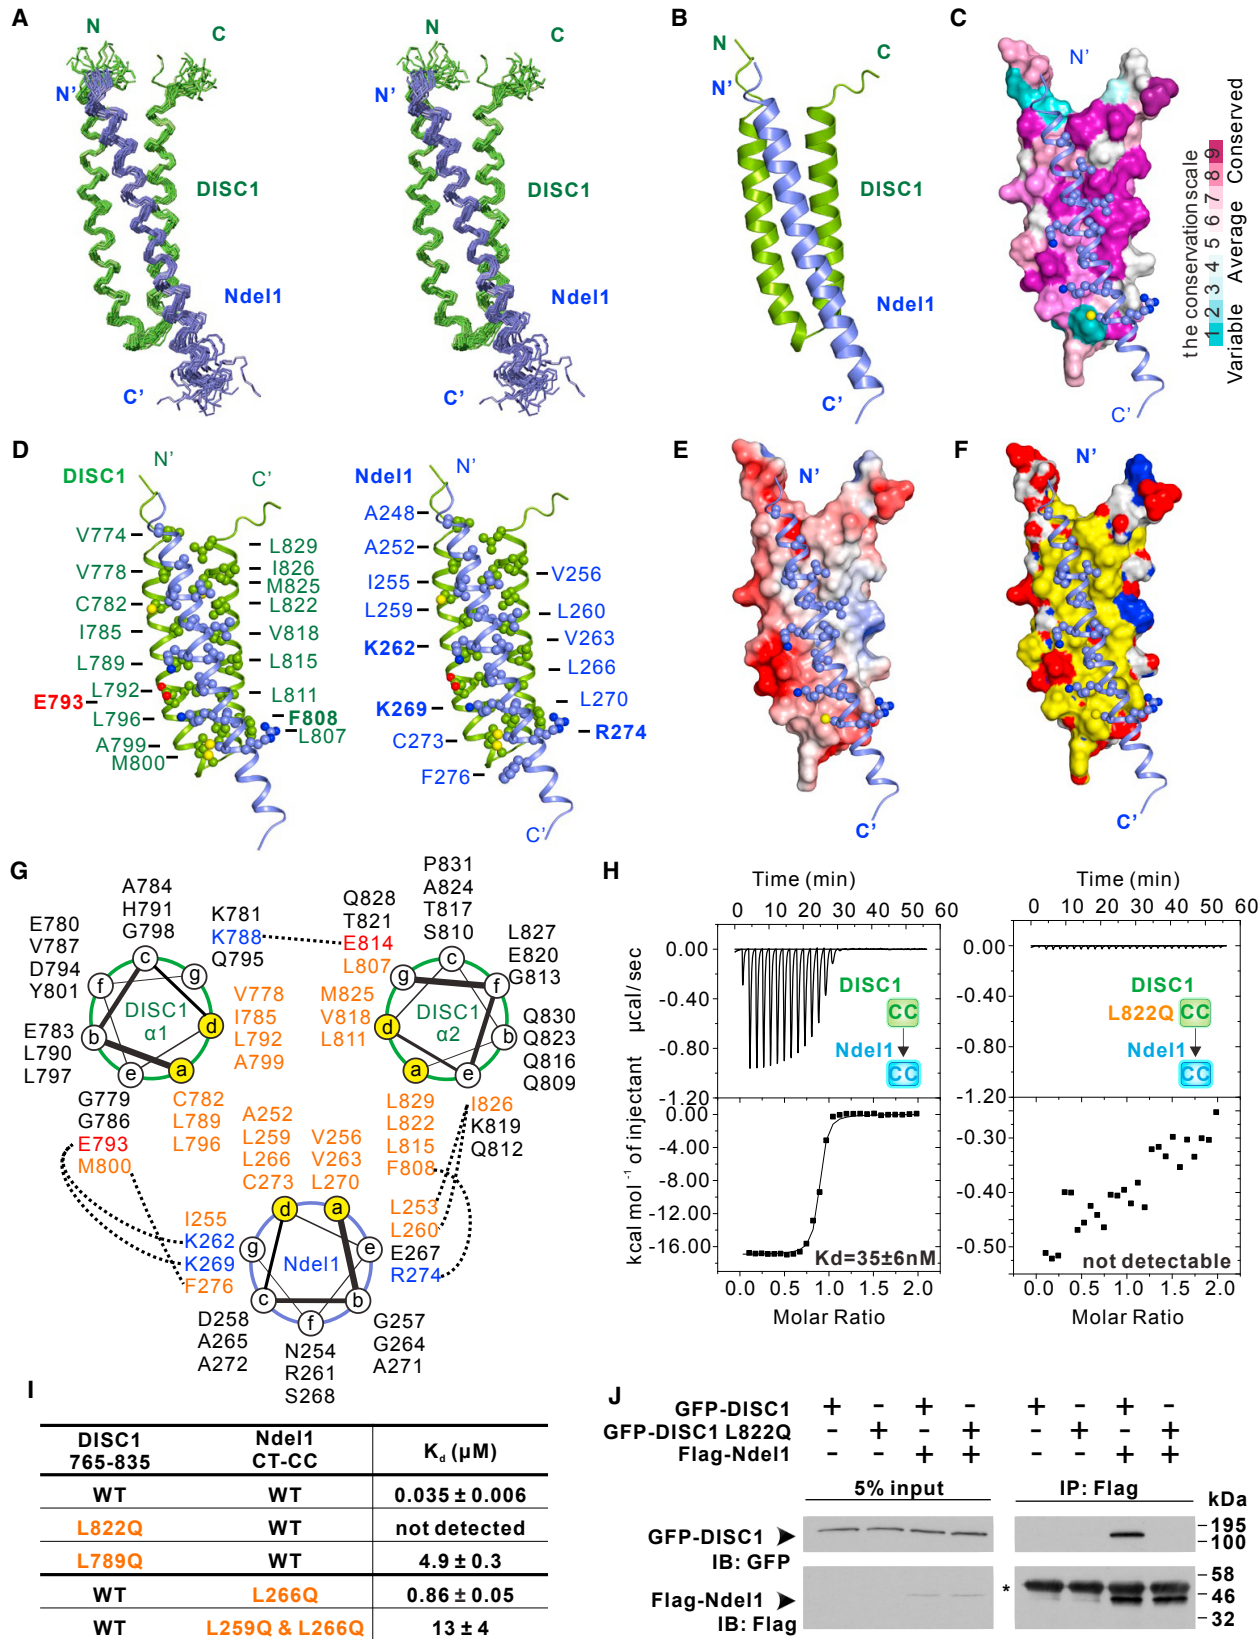 A
N
C
N'
DISC1
Ndel1
C'
N
C
N'
DISC1
Ndel1
C'
B
N
C
N'
DISC1
Ndel1
C'
C
N'
C'
the conservation scale
1 2 3 4 5 6 7 8 9
Variable Average Conserved
D
DISC1
N'
C'
V774
V778
C782
I785
L789
L792
E793
L796
A799
M800
L829
I826
M825
L822
V818
L815
L811
F808
L807
Ndel1
N'
A248
A252
I255
L259
K262
K269
C273
F276
V256
L260
V263
L266
L270
R274
C'
E
N'
C'
F
N'
C'
G
A784
H791
G798
E780
V787
D794
Y801
K781
K788
Q795
E783
L790
L797
V778
I785
L792
A799
G779
G786
E793
M800
C782
L789
L796
c
g
f
d
b
e
a
DISC1
α1
P831
A824
T817
S810
Q828
T821
E814
L807
L827
E820
G813
M825
V818
L811
Q830
Q823
Q816
Q809
L829
L822
L815
F808
I826
K819
Q812
c
g
f
d
b
a
e
DISC1
α2
A252
L259
L266
C273
V256
V263
L270
I255
K262
K269
F276
L253
L260
E267
R274
D258
A265
A272
N254
R261
S268
G257
G264
A271
d
a
g
e
c
b
f
Ndel1
H
Time (min)
0 10 20 30 40 50 60
µcal/sec
0.00
-0.40
-0.80
-1.20
DISC1
CC
Ndel1
CC
kcal mol⁻¹ of injectant
0.00
-4.00
-8.00
-12.00
-16.00
Kd=35±6nM
0.0 0.5 1.0 1.5 2.0
Molar Ratio
Time (min)
0 10 20 30 40 50 60
0.00
-0.40
-0.80
-1.20
DISC1
L822Q CC
Ndel1
CC
-0.30
-0.40
-0.50
not detectable
0.0 0.5 1.0 1.5 2.0
Molar Ratio
I
DISC1 765-835 Ndel1 CT-CC Kd (µM)
WT WT 0.035 ± 0.006
L822Q WT not detected
L789Q WT 4.9 ± 0.3
WT L266Q 0.86 ± 0.05
WT L259Q & L266Q 13 ± 4
J
GFP-DISC1 + - + - + - + -
GFP-DISC1 L822Q - + - + - + - +
Flag-Ndel1 - - + + - - + +
5% input
IP: Flag
kDa
GFP-DISC1
IB: GFP
195
100
Flag-Ndel1
IB: Flag
*
58
46
32